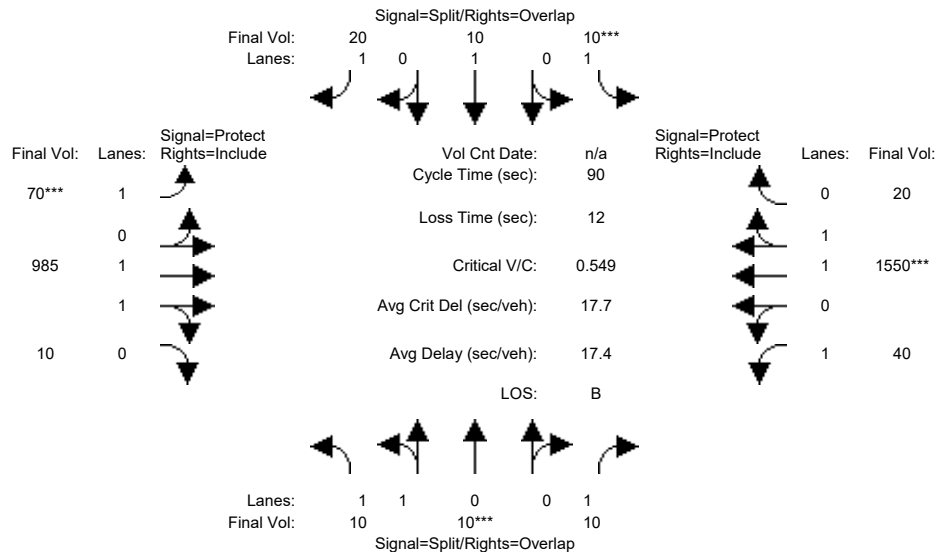 Signal=Split/Rights=Overlap
Final Vol: 20 10 10***
Lanes: 1 0 1 0 1
Signal=Protect
Final Vol: Lanes: Rights=Include
Vol Cnt Date: n/a
Signal=Protect
Rights=Include Lanes: Final Vol:
Cycle Time (sec): 90
70*** 1
0 20
Loss Time (sec): 12
0
1
985 1
Critical V/C: 0.549
1 1550***
1
Avg Crit Del (sec/veh): 17.7
0
10 0
Avg Delay (sec/veh): 17.4
1 40
LOS: B
Lanes: 1 1 0 0 1
Final Vol: 10 10*** 10
Signal=Split/Rights=Overlap